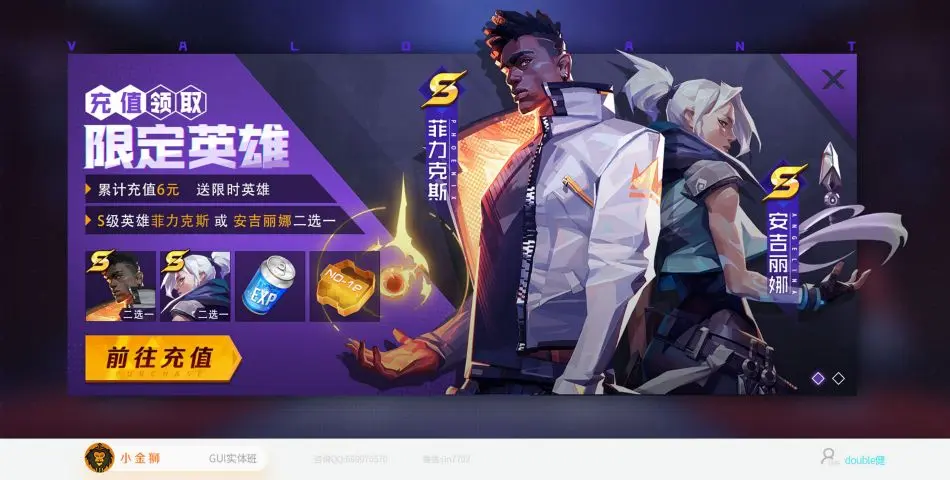 V A L O R A N T
充值领取
限定英雄
累计充值6元 送限时英雄
S级英雄菲力克斯 或 安吉丽娜二选一
S
二选一
S
二选一
EXP
NO-12
前往充值
PURCHASE
S
菲力克斯
PHOENIX
S
安吉丽娜
ANGELINA
X
小金狮
GUI实体班
double健